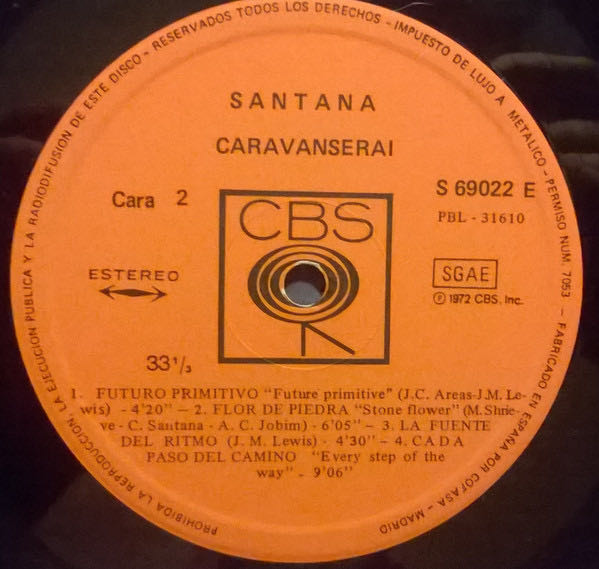 PROHIBIDA LA REPRODUCCION, LA EJECUCION PUBLICA Y LA RADIODIFUSION DE ESTE DISCO - RESERVADOS TODOS LOS DERECHOS - IMPUESTO DE LUJO A METALICO - PERMISO NUM. 7053 - FABRICADO EN ESPAÑA POR COFASA - MADRID
SANTANA
CARAVANSERAI
Cara 2
S 69022 E
PBL - 31610
CBS
ESTEREO
SGAE
℗ 1972 CBS, Inc.
33 1/3
1. FUTURO PRIMITIVO "Future primitive" (J.C. Areas-J.M. Le-
wis) - 4'20" - 2. FLOR DE PIEDRA "Stone flower" (M. Shrie-
ve - C. Santana - A. C. Jobim) - 6'05" - 3. LA FUENTE
DEL RITMO (J. M. Lewis) - 4'30" - 4. CADA
PASO DEL CAMINO "Every step of the
way" - 9'06"